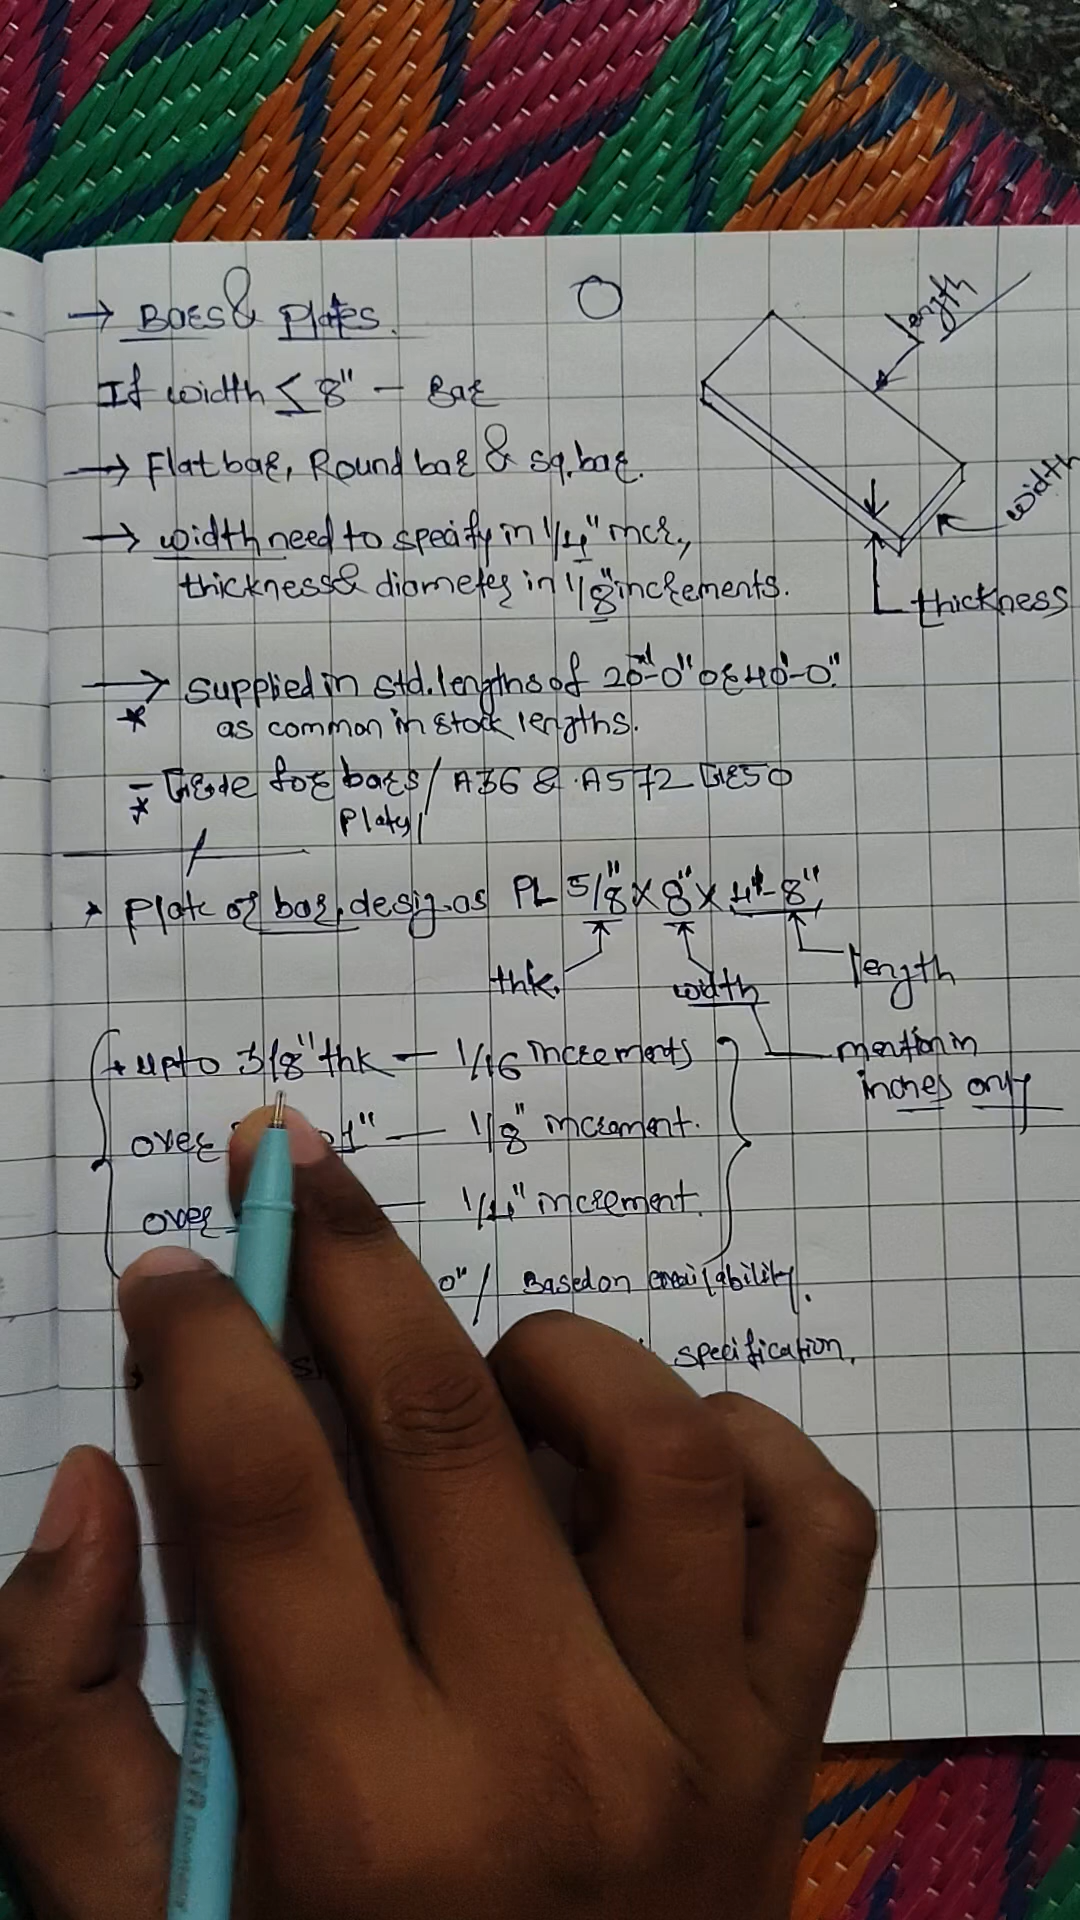 → Bars & Plates.
If width ≤ 8" - Bar
→ Flat bar, Round bar & sq.bar.
→ width need to specify in 1/4" incr,
thickness & diameter in 1/8" increments.
length
width
thickness
→ Supplied in std. lengths of 20'-0" or 40'-0"
* as common in stock lengths.
- Grade for bars/ A36 & A572 GR50
* plates/
* Plate or bar, desig. as PL 5/8" x 8" x 4'-8"
thk. width length
mention in
inches only
* upto 3/8" thk — 1/16 increments
over 1" — 1/8" increment.
over — 1/4" increment.
0" / Based on availability.
specification.